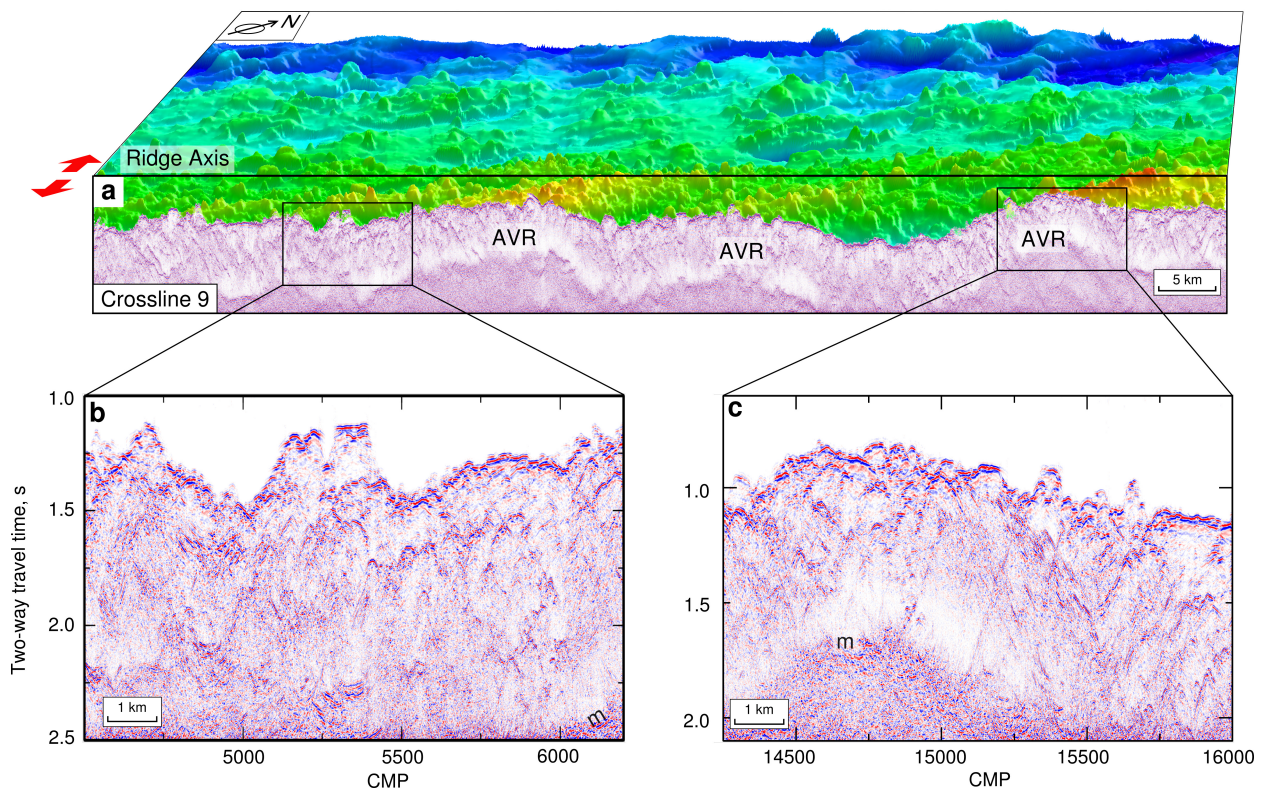 N
Ridge Axis
a
AVR
AVR
AVR
5 km
Crossline 9
1.0
1.5
2.0
2.5
Two-way travel time, s
b
m
1 km
5000
5500
6000
CMP
c
1.0
1.5
2.0
m
1 km
14500
15000
15500
16000
CMP